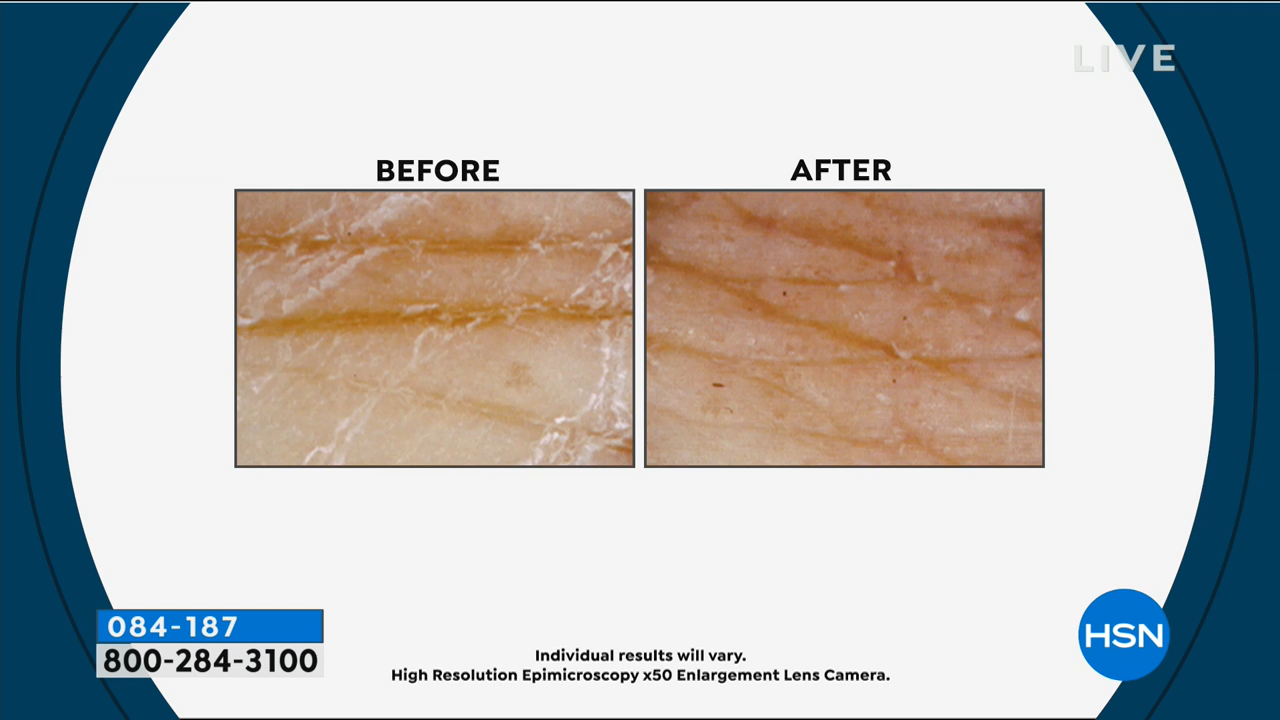 LIVE
BEFORE
AFTER
084-187
800-284-3100
Individual results will vary.
High Resolution Epimicroscopy x50 Enlargement Lens Camera.
HSN